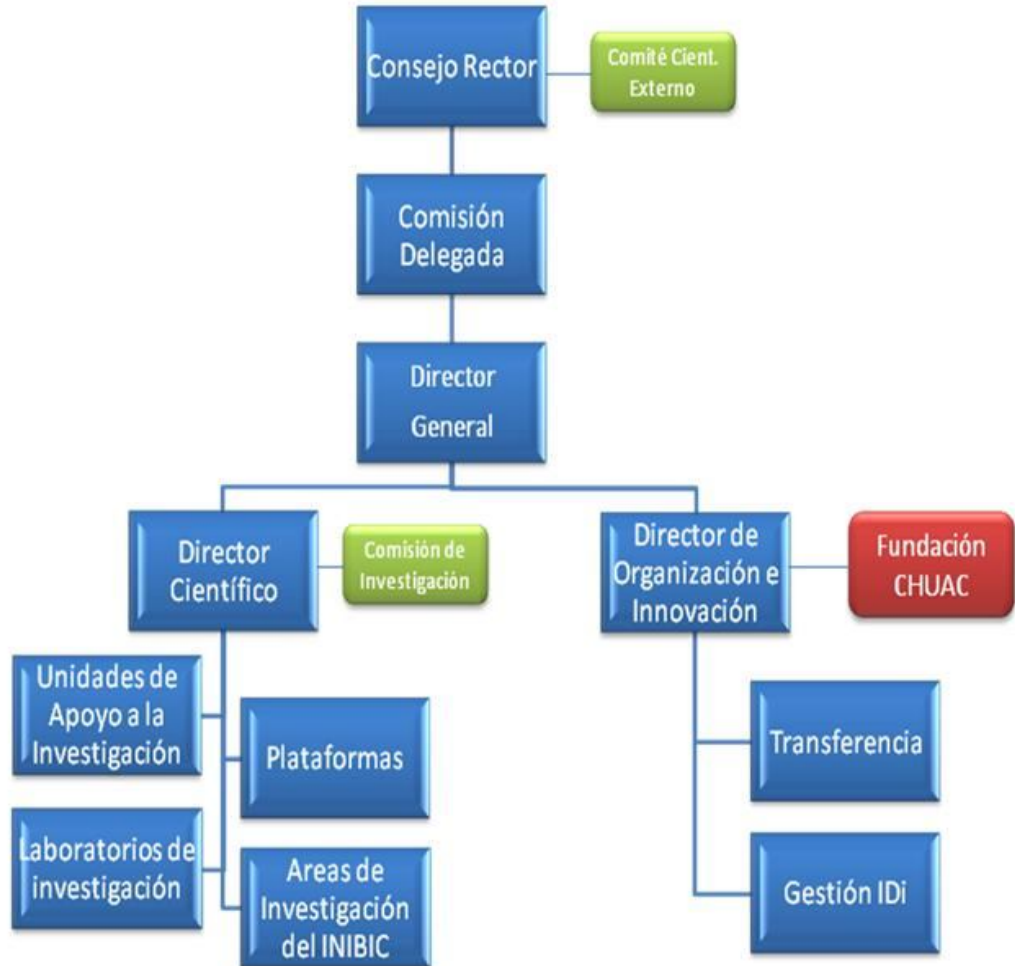 Consejo Rector
Comité Cient.
Externo
Comisión
Delegada
Director
General
Director
Científico
Comisión de
Investigación
Director de
Organización e
Innovación
Fundación
CHUAC
Unidades de
Apoyo a la
Investigación
Plataformas
Laboratorios de
investigación
Areas de
Investigación
del INIBIC
Transferencia
Gestión IDi